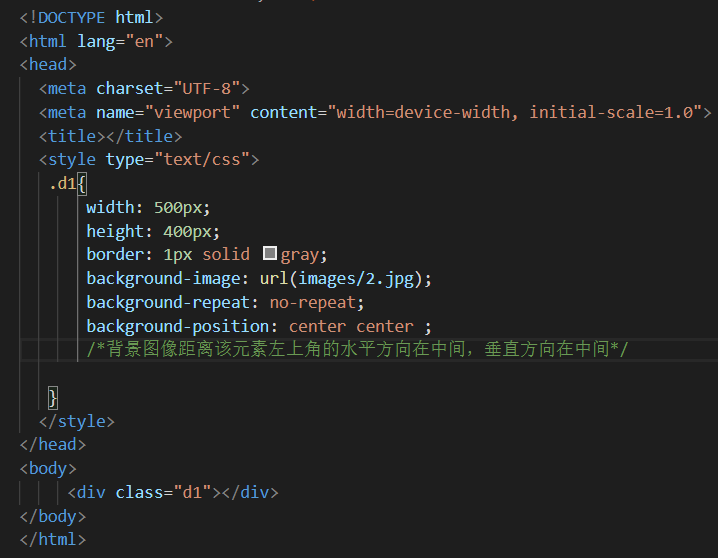 <!DOCTYPE html>
<html lang="en">
<head>
<meta charset="UTF-8">
<meta name="viewport" content="width=device-width, initial-scale=1.0">
<title></title>
<style type="text/css">
.d1{
width: 500px;
height: 400px;
border: 1px solid gray;
background-image: url(images/2.jpg);
background-repeat: no-repeat;
background-position: center center ;
/*背景图像距离该元素左上角的水平方向在中间，垂直方向在中间*/
}
</style>
</head>
<body>
<div class="d1"></div>
</body>
</html>